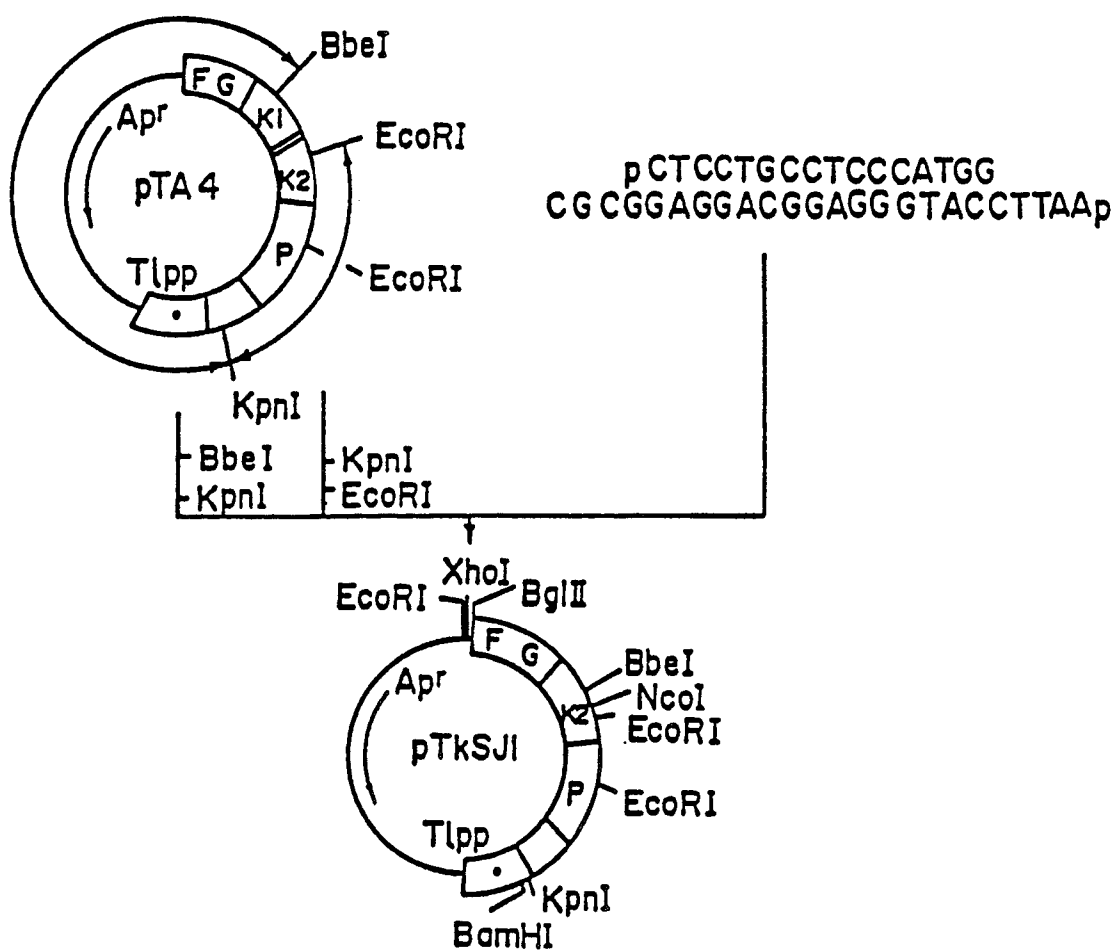 BbeI
F G
K1
Apr
EcoRI
pTA4
K2
pCTCCTGCCTCCCATGG
CGCGGAGGACGGAGGGTACCTTAAp
P
Tlpp
EcoRI
KpnI
BbeI
KpnI
KpnI
EcoRI
XhoI
EcoRI
BglII
F G
BbeI
Apr
NcoI
K2
EcoRI
pTkSJ1
P
EcoRI
Tlpp
KpnI
BamHI